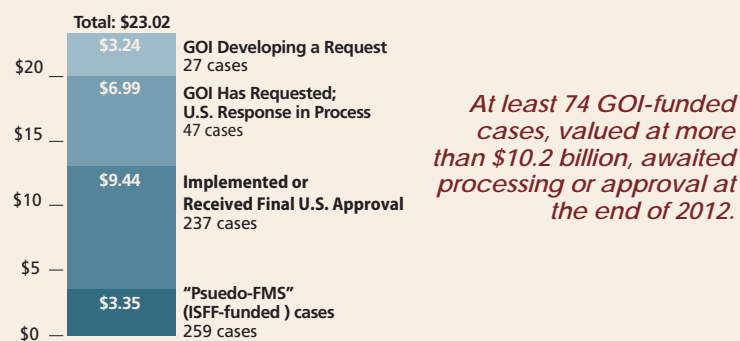 Total: $23.02
$3.24
GOI Developing a Request
27 cases
$20
$6.99
GOI Has Requested;
U.S. Response in Process
47 cases
$15
$9.44
Implemented or
Received Final U.S. Approval
237 cases
$10
$5
$3.35
“Psuedo-FMS”
(ISFF-funded ) cases
259 cases
$0
At least 74 GOI-funded
cases, valued at more
than $10.2 billion, awaited
processing or approval at
the end of 2012.